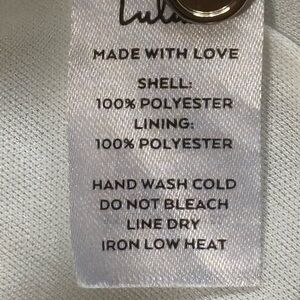 MADE WITH LOVE
SHELL:
100% POLYESTER
LINING:
100% POLYESTER
HAND WASH COLD
DO NOT BLEACH
LINE DRY
IRON LOW HEAT